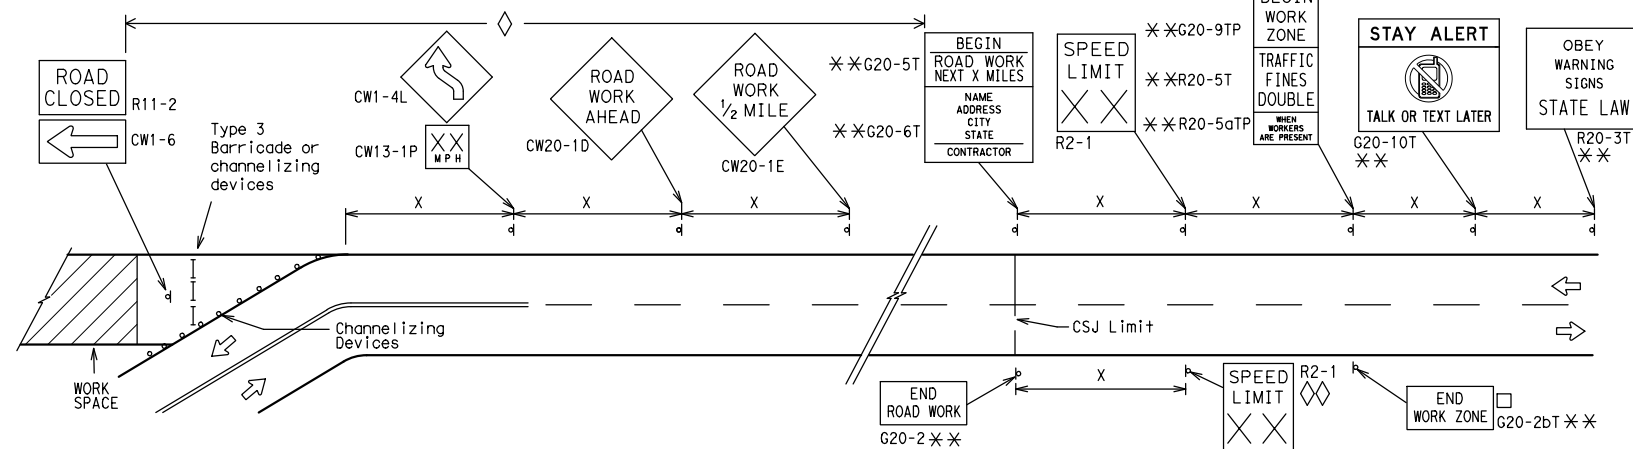 ROAD
CLOSED
R11-2
CW1-6
Type 3
Barricade or
channelizing
devices
CW1-4L
XX
MPH
CW13-1P
ROAD
WORK
AHEAD
CW20-1D
ROAD
WORK
1/2 MILE
CW20-1E
**G20-5T
**G20-6T
BEGIN
ROAD WORK
NEXT X MILES
NAME
ADDRESS
CITY
STATE
CONTRACTOR
SPEED
LIMIT
XX
R2-1
**G20-9TP
**R20-5T
**R20-5aTP
BEGIN
WORK
ZONE
TRAFFIC
FINES
DOUBLE
WHEN
WORKERS
ARE PRESENT
STAY ALERT
TALK OR TEXT LATER
G20-10T
**
OBEY
WARNING
SIGNS
STATE LAW
R20-3T
**
X
X
X
X
X
X
X
Channelizing
Devices
CSJ Limit
WORK
SPACE
END
ROAD WORK
G20-2**
X
SPEED
LIMIT
XX
R2-1
END
WORK ZONE
G20-2bT**